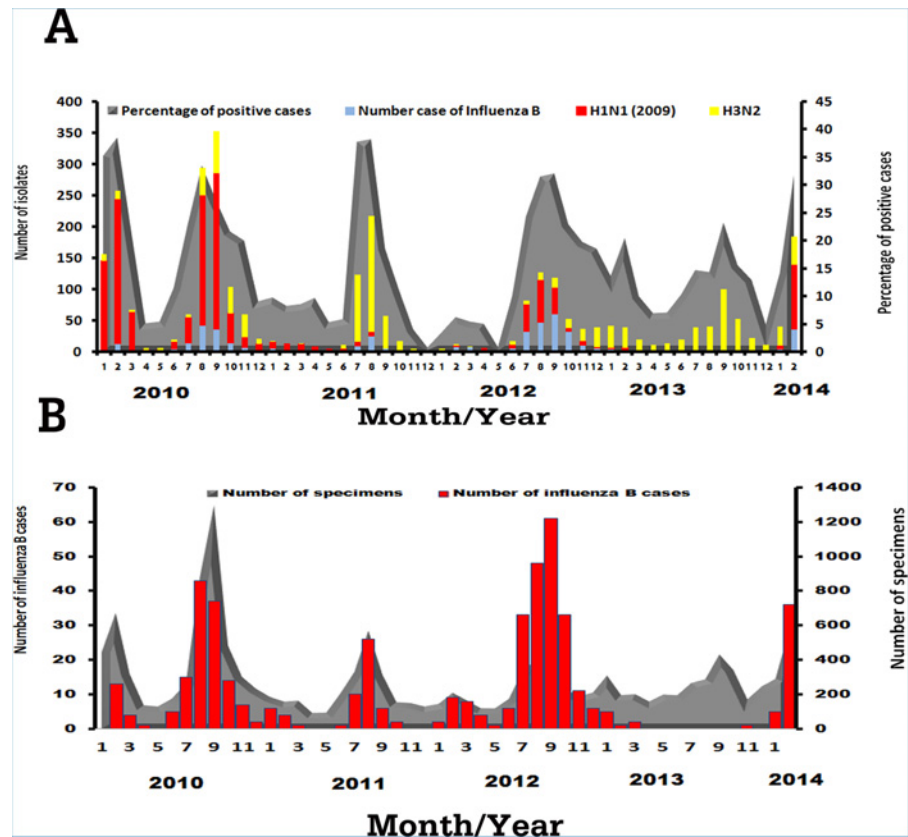 A
Percentage of positive cases Number case of Influenza B H1N1 (2009) H3N2
Number of isolates
400
350
300
250
200
150
100
50
0
Percentage of positive cases
45
40
35
30
25
20
15
10
5
0
1 2 3 4 5 6 7 8 9 10 11 12 1 2 3 4 5 6 7 8 9 10 11 12 1 2 3 4 5 6 7 8 9 10 11 12 1 2 3 4 5 6 7 8 9 10 11 12 1 2
2010 2011 2012 2013 2014
Month/Year
B
Number of specimens Number of influenza B cases
Number of influenza B cases
70
60
50
40
30
20
10
0
Number of specimens
1400
1200
1000
800
600
400
200
0
1 3 5 7 9 11 1 3 5 7 9 11 1 3 5 7 9 11 1 3 5 7 9 11 1
2010 2011 2012 2013 2014
Month/Year